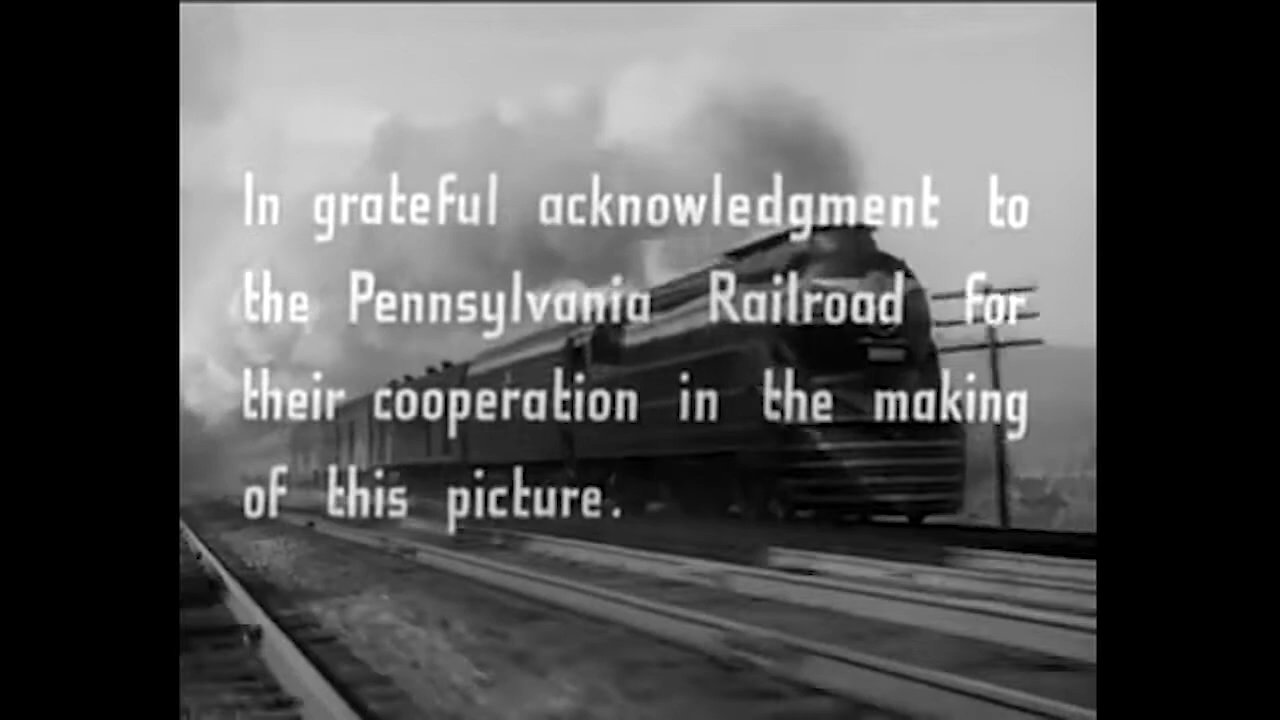 In grateful acknowledgment to
the Pennsylvania Railroad for
their cooperation in the making
of this picture.